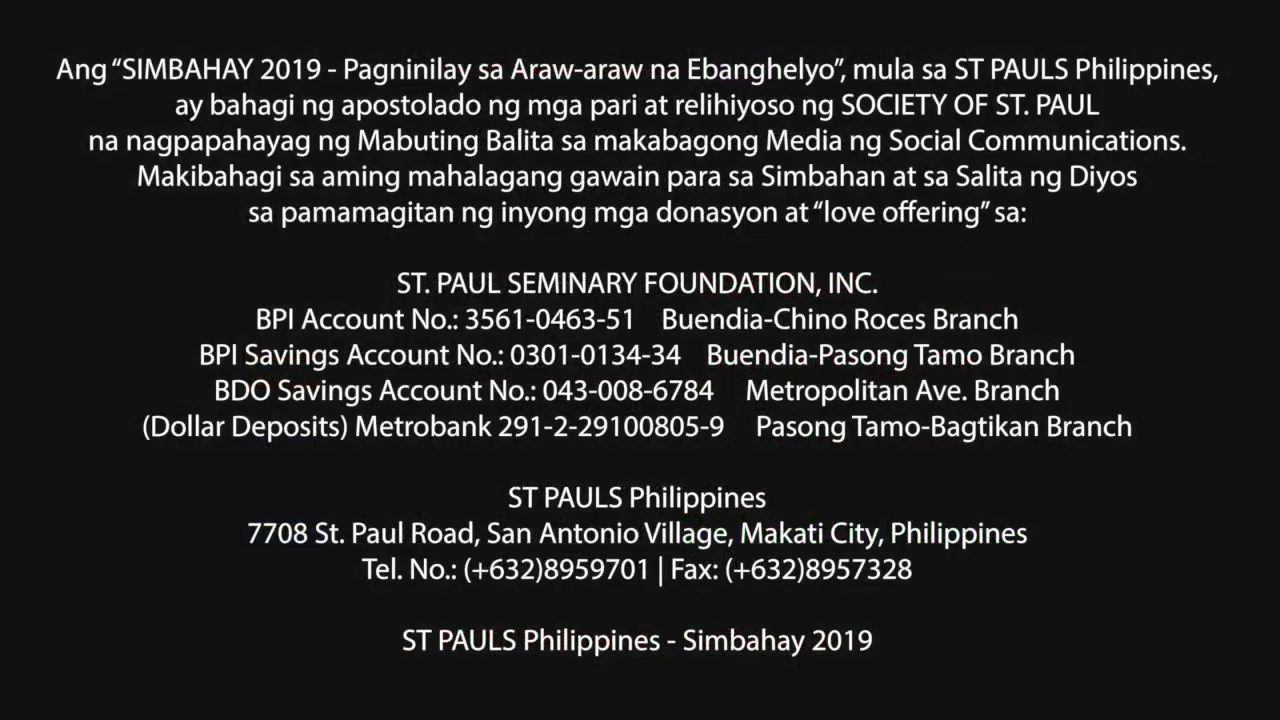 Ang “SIMBAHAY 2019 - Pagninilay sa Araw-araw na Ebanghelyo”, mula sa ST PAULS Philippines,
ay bahagi ng apostolado ng mga pari at relihiyoso ng SOCIETY OF ST. PAUL
na nagpapahayag ng Mabuting Balita sa makabagong Media ng Social Communications.
Makibahagi sa aming mahalagang gawain para sa Simbahan at sa Salita ng Diyos
sa pamamagitan ng inyong mga donasyon at “love offering” sa:
ST. PAUL SEMINARY FOUNDATION, INC.
BPI Account No.: 3561-0463-51 Buendia-Chino Roces Branch
BPI Savings Account No.: 0301-0134-34 Buendia-Pasong Tamo Branch
BDO Savings Account No.: 043-008-6784 Metropolitan Ave. Branch
(Dollar Deposits) Metrobank 291-2-29100805-9 Pasong Tamo-Bagtikan Branch
ST PAULS Philippines
7708 St. Paul Road, San Antonio Village, Makati City, Philippines
Tel. No.: (+632)8959701 | Fax: (+632)8957328
ST PAULS Philippines - Simbahay 2019